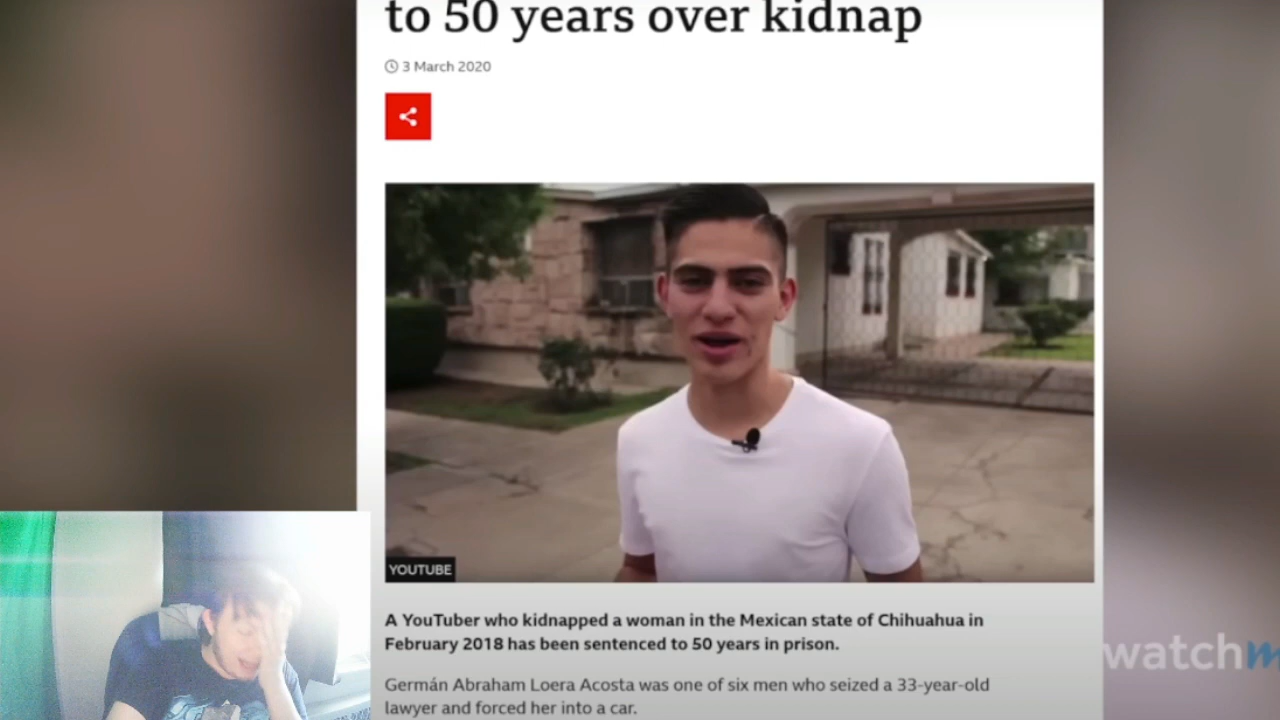 to 50 years over kidnap
3 March 2020
YOUTUBE
A YouTuber who kidnapped a woman in the Mexican state of Chihuahua in
February 2018 has been sentenced to 50 years in prison.
Germán Abraham Loera Acosta was one of six men who seized a 33-year-old
lawyer and forced her into a car.
watchm